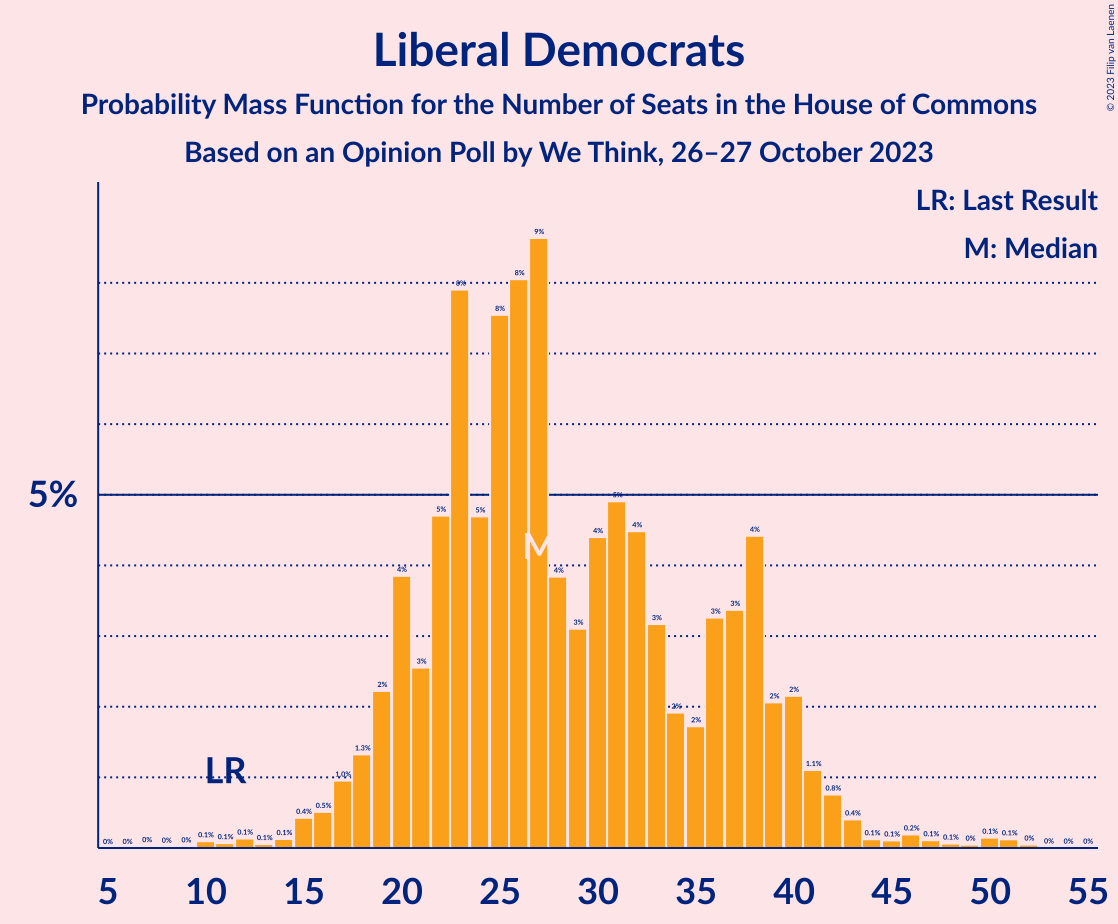 Liberal Democrats
Probability Mass Function for the Number of Seats in the House of Commons
Based on an Opinion Poll by We Think, 26–27 October 2023
© 2023 Filip van Laenen
LR: Last Result
M: Median
5%
0% 0% 0% 0% 0% 0.1% 0.1% 0.1% 0.1% 0.1% 0.4% 0.5% 1.0% 1.3% 2% 4% 3% 5% 8% 5% 8% 8% 9% 4% 3% 4% 5% 4% 3% 2% 2% 3% 3% 4% 2% 2% 1.1% 0.8% 0.4% 0.1% 0.1% 0.2% 0.1% 0.1% 0% 0.1% 0.1% 0% 0% 0% 0%
M
LR
5 10 15 20 25 30 35 40 45 50 55